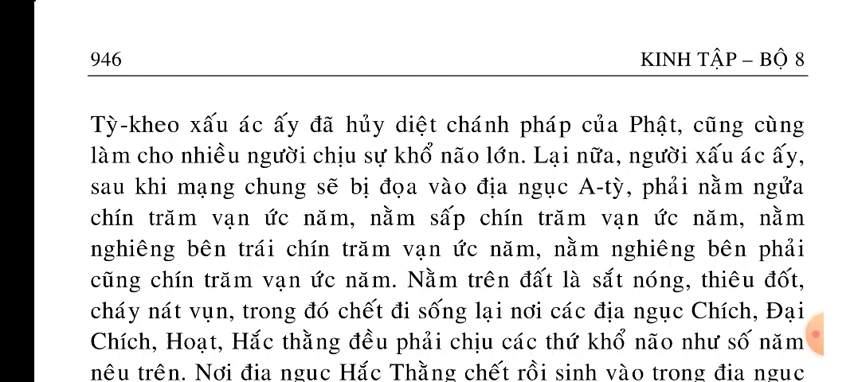 946 KINH TẬP – BỘ 8
Tỳ-kheo xấu ác ấy đã hủy diệt chánh pháp của Phật, cũng cùng
làm cho nhiều người chịu sự khổ não lớn. Lại nữa, người xấu ác ấy,
sau khi mạng chung sẽ bị đọa vào địa ngục A-tỳ, phải nằm ngửa
chín trăm vạn ức năm, nằm sấp chín trăm vạn ức năm, nằm
nghiêng bên trái chín trăm vạn ức năm, nằm nghiêng bên phải
cũng chín trăm vạn ức năm. Nằm trên đất là sắt nóng, thiêu đốt,
cháy nát vụn, trong đó chết đi sống lại nơi các địa ngục Chích, Đại
Chích, Hoạt, Hắc thằng đều phải chịu các thứ khổ não như số năm
nêu trên. Nơi địa ngục Hắc Thằng chết rồi sinh vào trong địa ngục